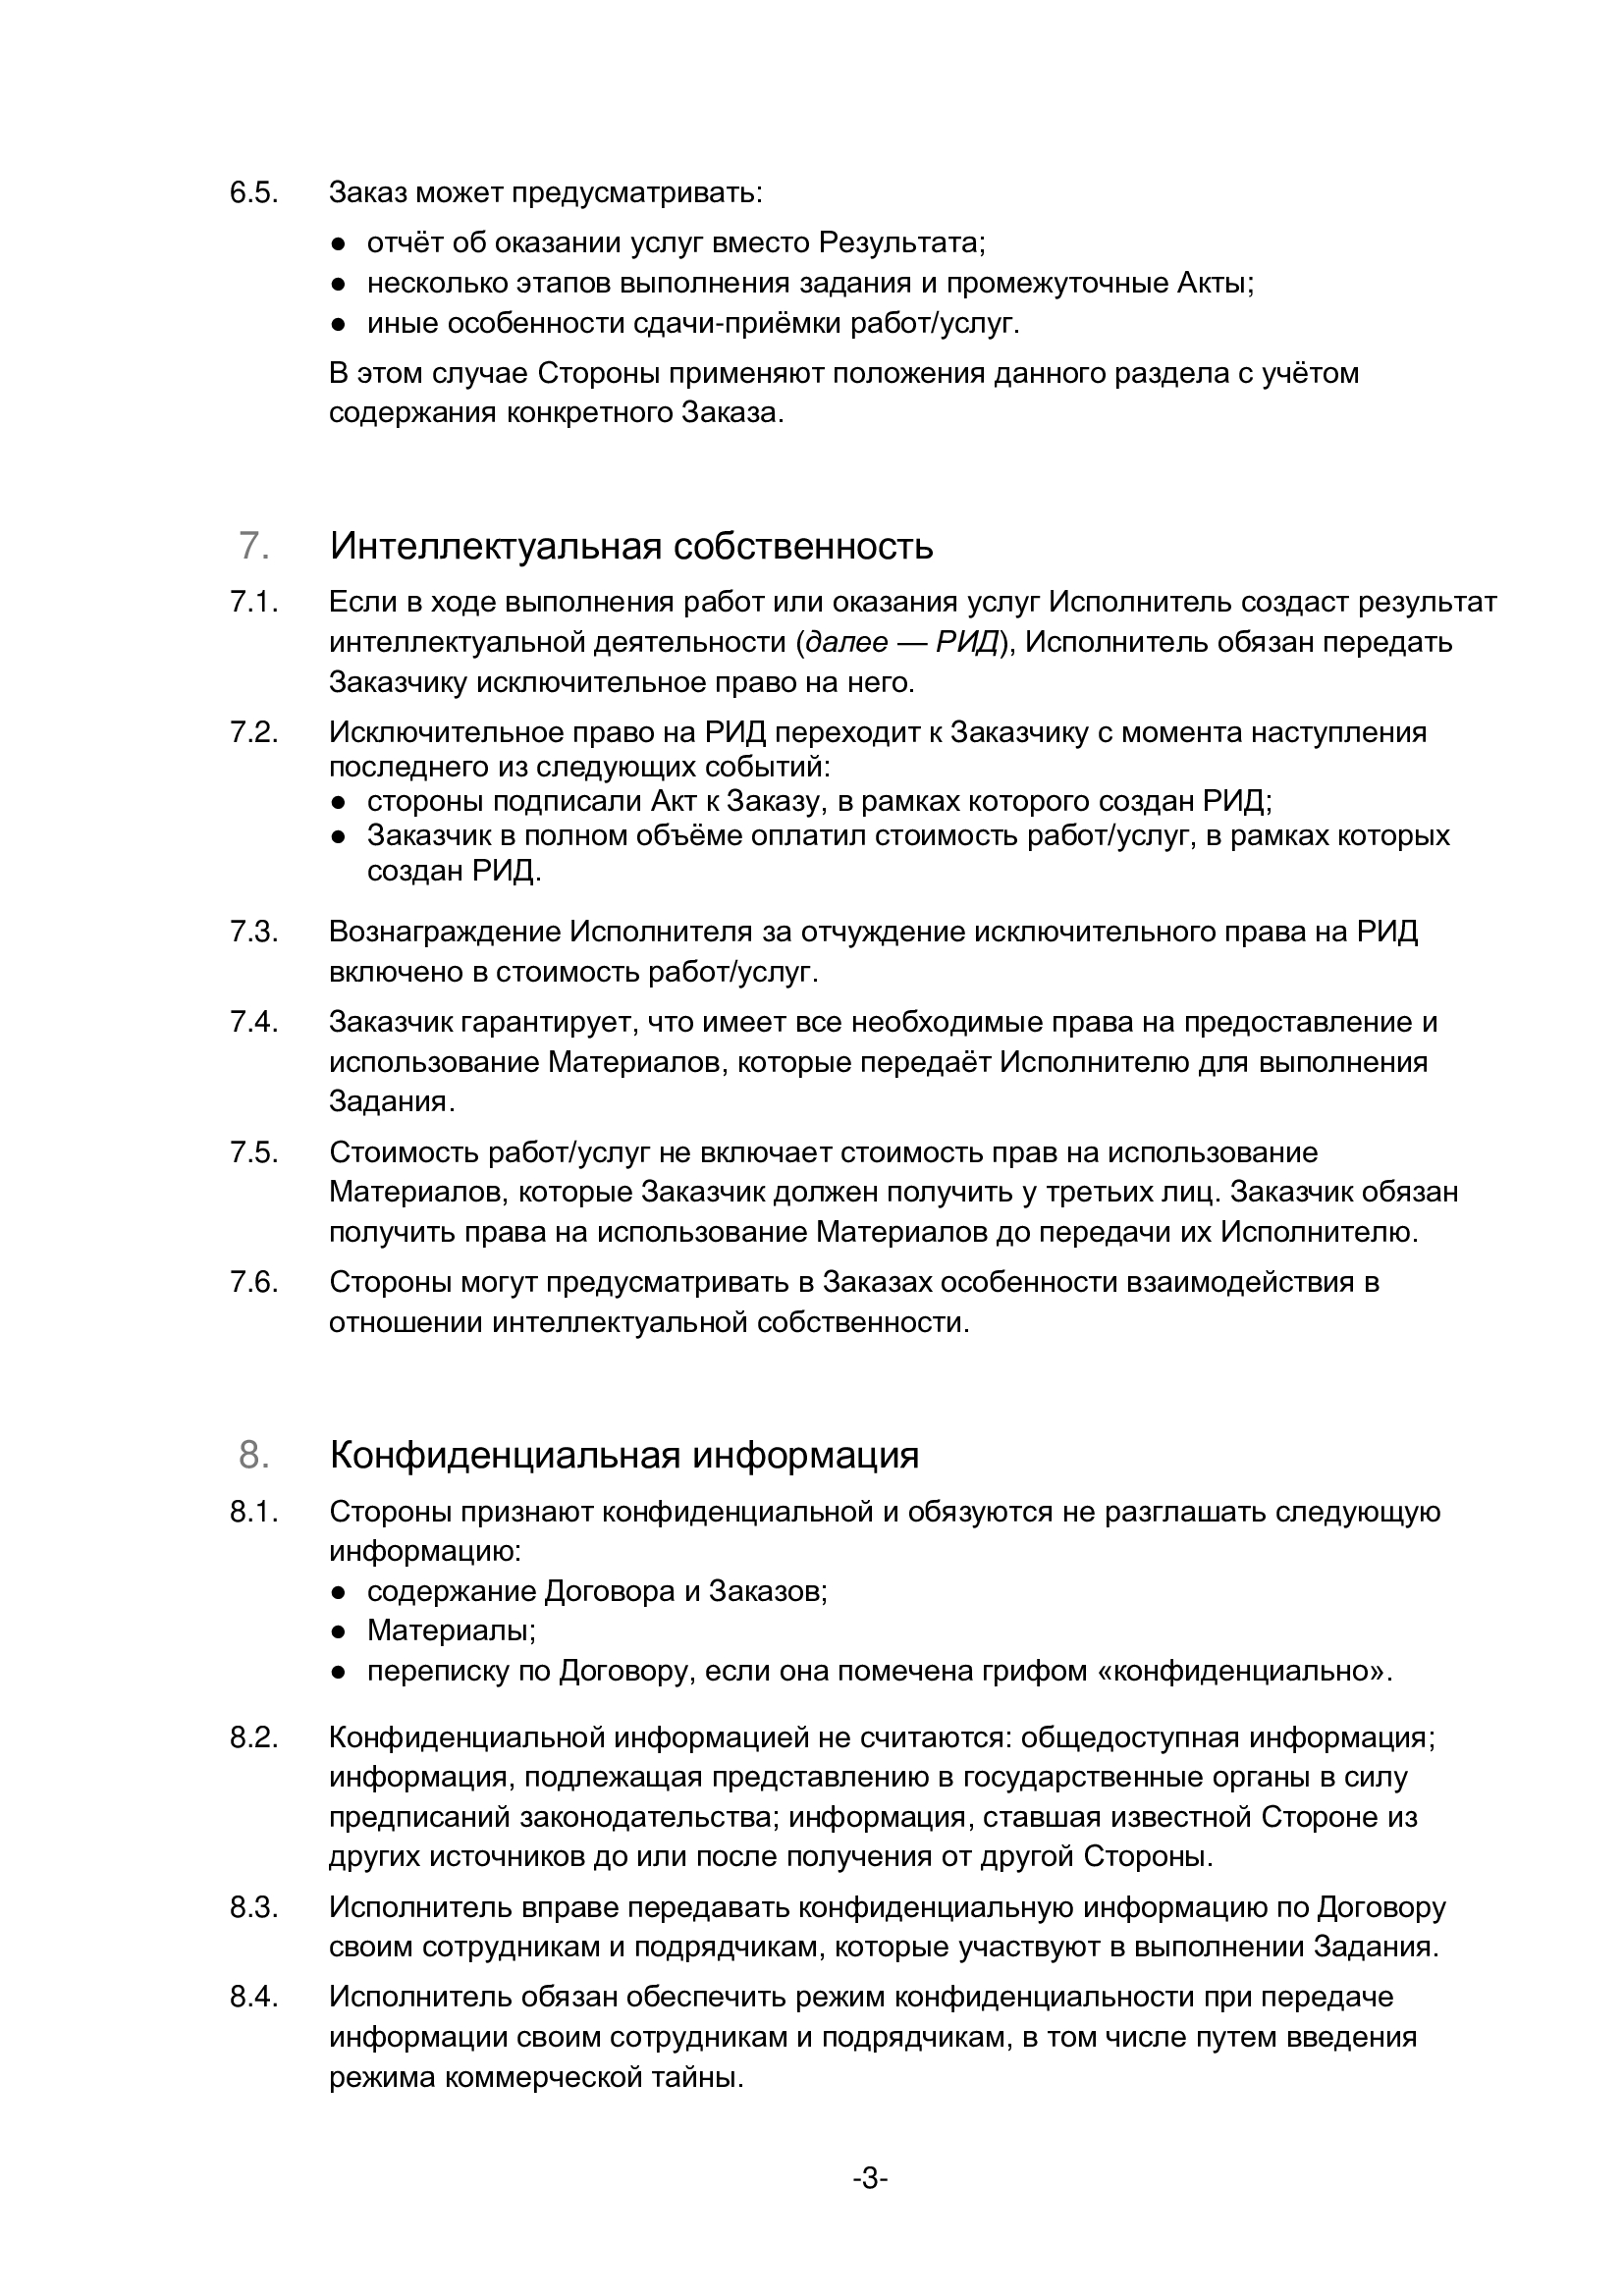 6.5. Заказ может предусматривать:
● отчёт об оказании услуг вместо Результата;
● несколько этапов выполнения задания и промежуточные Акты;
● иные особенности сдачи-приёмки работ/услуг.
В этом случае Стороны применяют положения данного раздела с учётом
содержания конкретного Заказа.
7. Интеллектуальная собственность
7.1. Если в ходе выполнения работ или оказания услуг Исполнитель создаст результат
интеллектуальной деятельности (далее — РИД), Исполнитель обязан передать
Заказчику исключительное право на него.
7.2. Исключительное право на РИД переходит к Заказчику с момента наступления
последнего из следующих событий:
● стороны подписали Акт к Заказу, в рамках которого создан РИД;
● Заказчик в полном объёме оплатил стоимость работ/услуг, в рамках которых
создан РИД.
7.3. Вознаграждение Исполнителя за отчуждение исключительного права на РИД
включено в стоимость работ/услуг.
7.4. Заказчик гарантирует, что имеет все необходимые права на предоставление и
использование Материалов, которые передаёт Исполнителю для выполнения
Задания.
7.5. Стоимость работ/услуг не включает стоимость прав на использование
Материалов, которые Заказчик должен получить у третьих лиц. Заказчик обязан
получить права на использование Материалов до передачи их Исполнителю.
7.6. Стороны могут предусматривать в Заказах особенности взаимодействия в
отношении интеллектуальной собственности.
8. Конфиденциальная информация
8.1. Стороны признают конфиденциальной и обязуются не разглашать следующую
информацию:
● содержание Договора и Заказов;
● Материалы;
● переписку по Договору, если она помечена грифом «конфиденциально».
8.2. Конфиденциальной информацией не считаются: общедоступная информация;
информация, подлежащая представлению в государственные органы в силу
предписаний законодательства; информация, ставшая известной Стороне из
других источников до или после получения от другой Стороны.
8.3. Исполнитель вправе передавать конфиденциальную информацию по Договору
своим сотрудникам и подрядчикам, которые участвуют в выполнении Задания.
8.4. Исполнитель обязан обеспечить режим конфиденциальности при передаче
информации своим сотрудникам и подрядчикам, в том числе путем введения
режима коммерческой тайны.
-3-